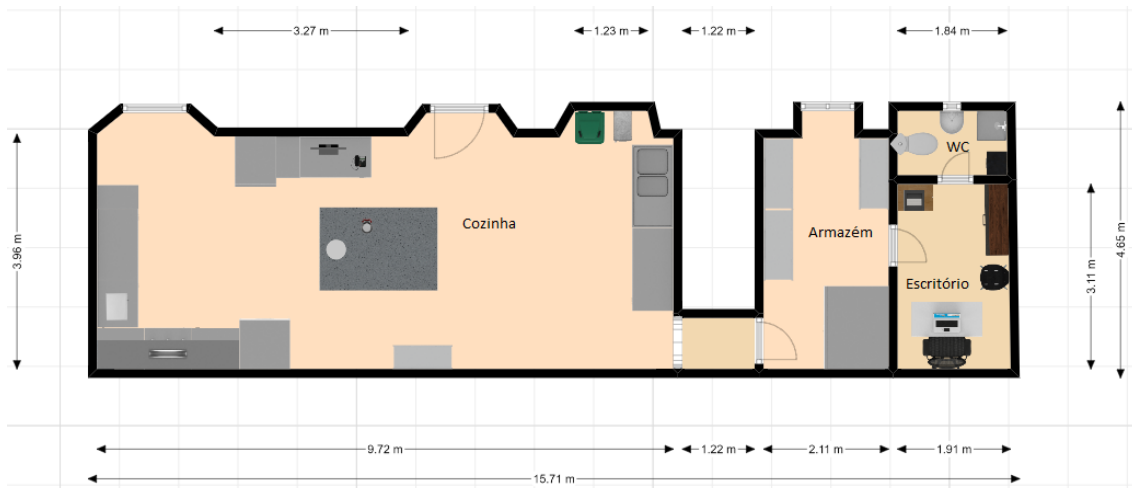 3.27 m
1.23 m
1.22 m
1.84 m
WC
Cozinha
Armazém
3.96 m
4.65 m
3.11 m
Escritório
9.72 m
1.22 m
2.11 m
1.91 m
15.71 m